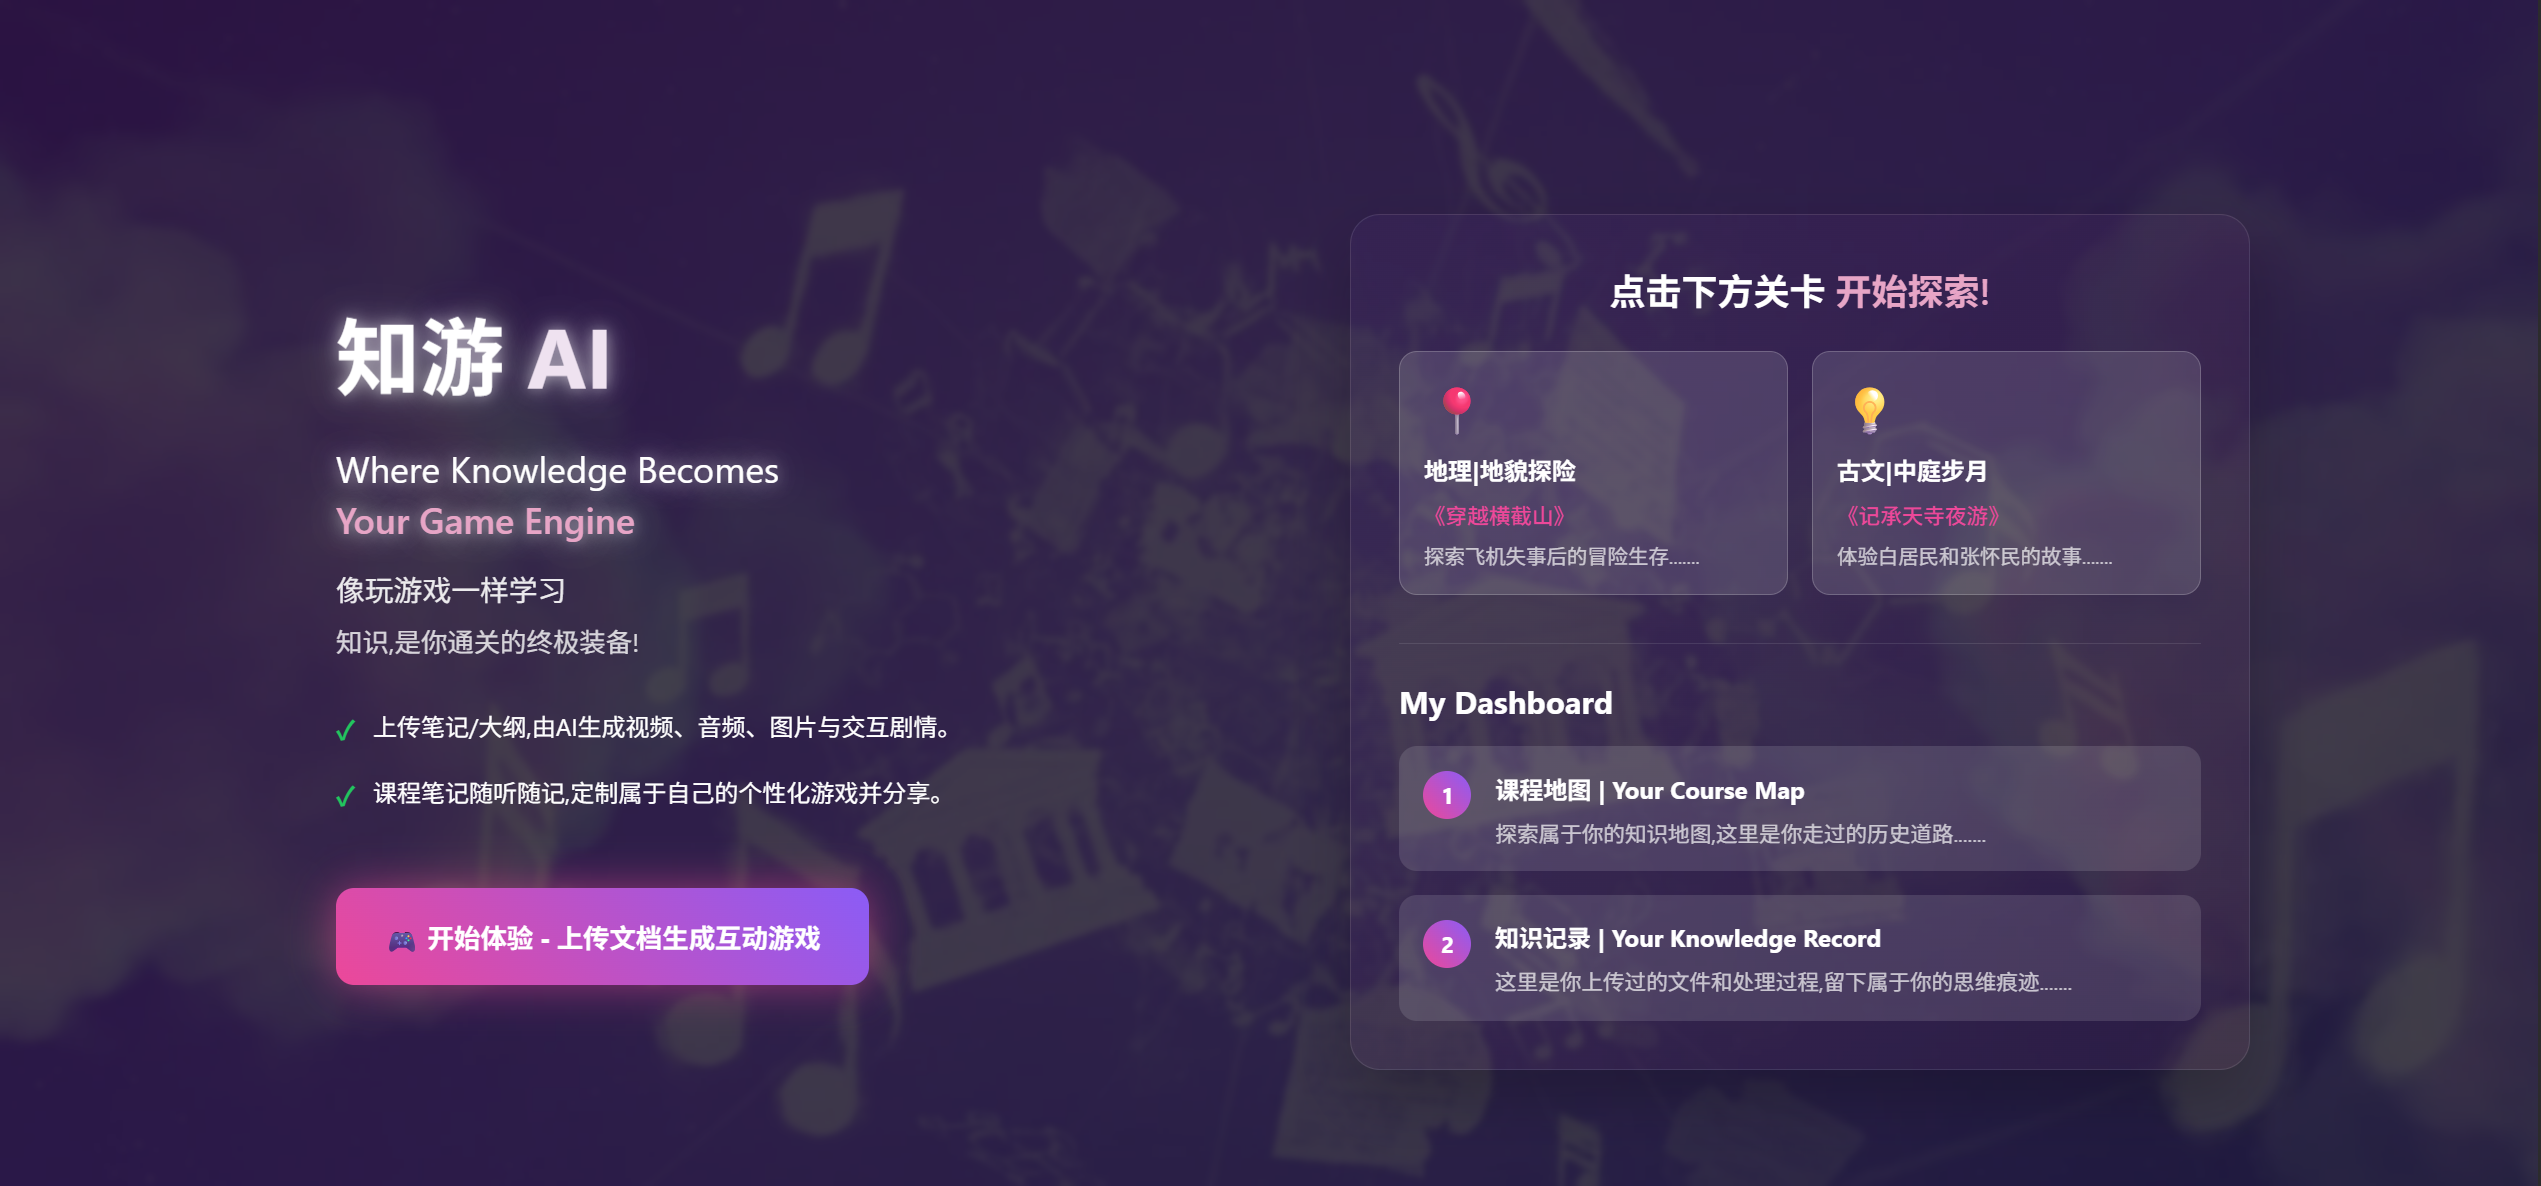 知游 AI
Where Knowledge Becomes
Your Game Engine
像玩游戏一样学习
知识,是你通关的终极装备!
✓ 上传笔记/大纲,由AI生成视频、音频、图片与交互剧情。
✓ 课程笔记随听随记,定制属于自己的个性化游戏并分享。
🎮 开始体验 - 上传文档生成互动游戏
点击下方关卡 开始探索!
地理|地貌探险
《穿越横截山》
探索飞机失事后的冒险生存.......
古文|中庭步月
《记承天寺夜游》
体验白居民和张怀民的故事.......
My Dashboard
1
课程地图 | Your Course Map
探索属于你的知识地图,这里是你走过的历史道路.......
2
知识记录 | Your Knowledge Record
这里是你上传过的文件和处理过程,留下属于你的思维痕迹.......